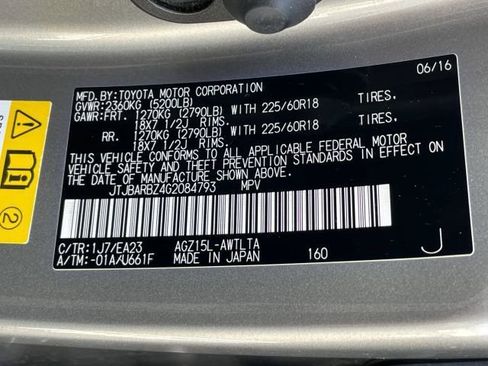 MFD.BY:TOYOTA MOTOR CORPORATION 06/16
GVWR:2360KG (5200LB)
GAWR:FRT. 1270KG (2790LB) WITH 225/60R18 TIRES,
18X7 1/2J RIMS.
RR. 1270KG (2790LB) WITH 225/60R18 TIRES,
18X7 1/2J RIMS.
THIS VEHICLE CONFORMS TO ALL APPLICABLE FEDERAL MOTOR
VEHICLE SAFETY AND THEFT PREVENTION STANDARDS IN EFFECT
ON THE DATE OF MANUFACTURE SHOWN ABOVE.
JTJBARBZ4G2084793 MPV
C/TR:1J7/EA23 AGZ15L-AWTLTA
A/TM:-01A/U661F MADE IN JAPAN 160 J
2